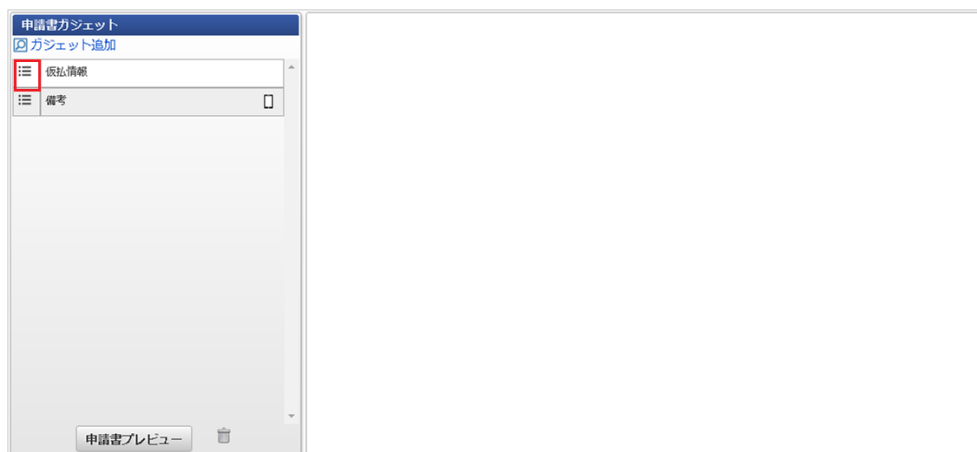 申請書ガジェット
ガジェット追加
仮払情報
備考
申請書プレビュー